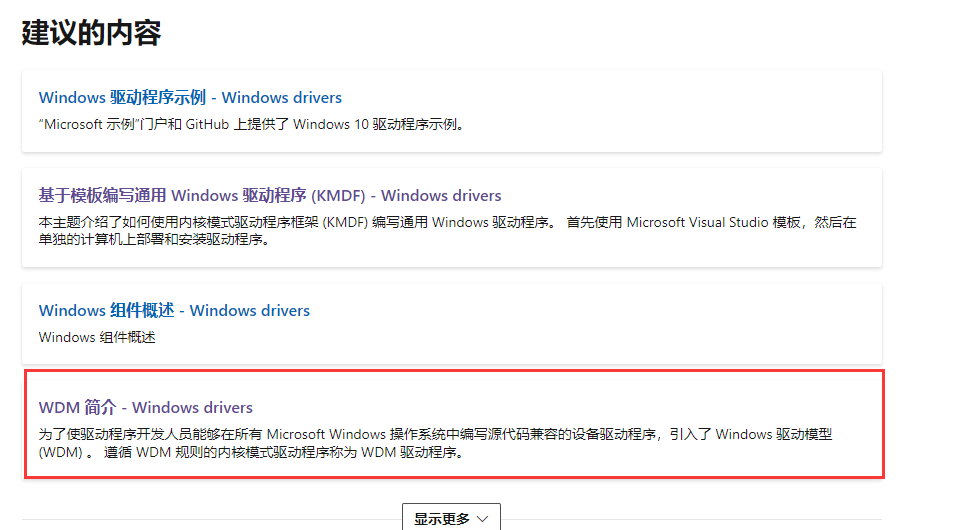 建议的内容
Windows 驱动程序示例 - Windows drivers
“Microsoft 示例”门户和 GitHub 上提供了 Windows 10 驱动程序示例。
基于模板编写通用 Windows 驱动程序 (KMDF) - Windows drivers
本主题介绍了如何使用内核模式驱动程序框架 (KMDF) 编写通用 Windows 驱动程序。 首先使用 Microsoft Visual Studio 模板，然后在
单独的计算机上部署和安装驱动程序。
Windows 组件概述 - Windows drivers
Windows 组件概述
WDM 简介 - Windows drivers
为了使驱动程序开发人员能够在所有 Microsoft Windows 操作系统中编写源代码兼容的设备驱动程序，引入了 Windows 驱动模型
(WDM) 。 遵循 WDM 规则的内核模式驱动程序称为 WDM 驱动程序。
显示更多